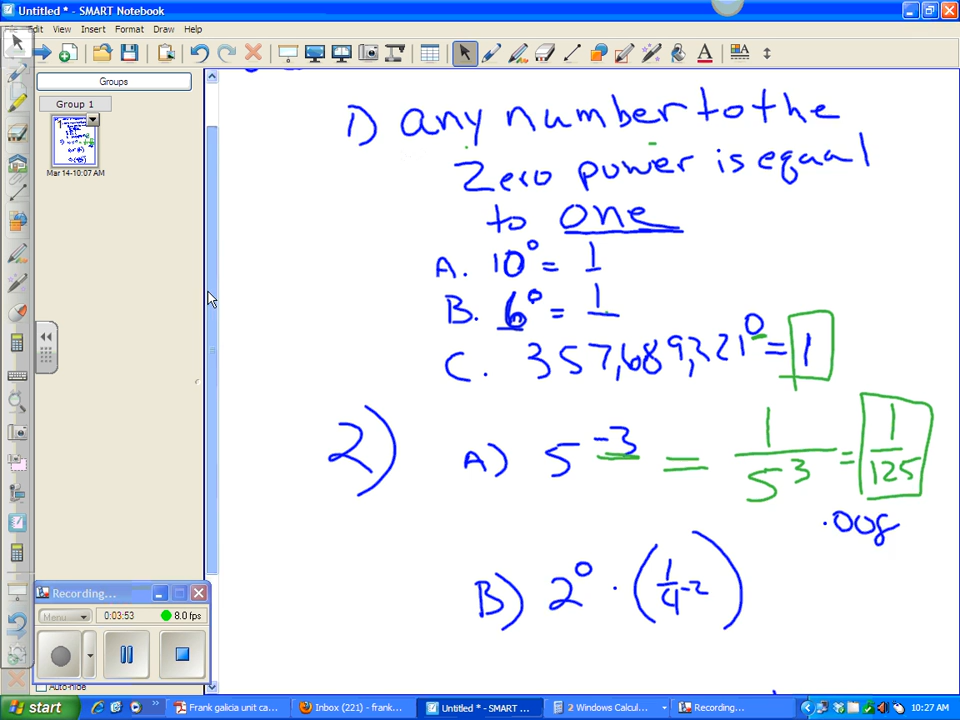 Untitled * - SMART Notebook
Edit View Insert Format Draw Help
Groups
Group 1
1
Mar 14-10:07 AM
1) any number to the
Zero power is equal
to one
A. 10⁰ = 1
B. 6⁰ = 1
C. 357,689,321⁰ = 1
2) A) 5⁻³ = 1/5³ = 1/125
.008
B) 2⁰ · (1/4⁻²)
Recording...
Menu 0:03:53 8.0 fps
Auto-hide
start Frank galicia unit ca... Inbox (221) - frank... Untitled * - SMART ... 2 Windows Calcul... Recording... 10:27 AM